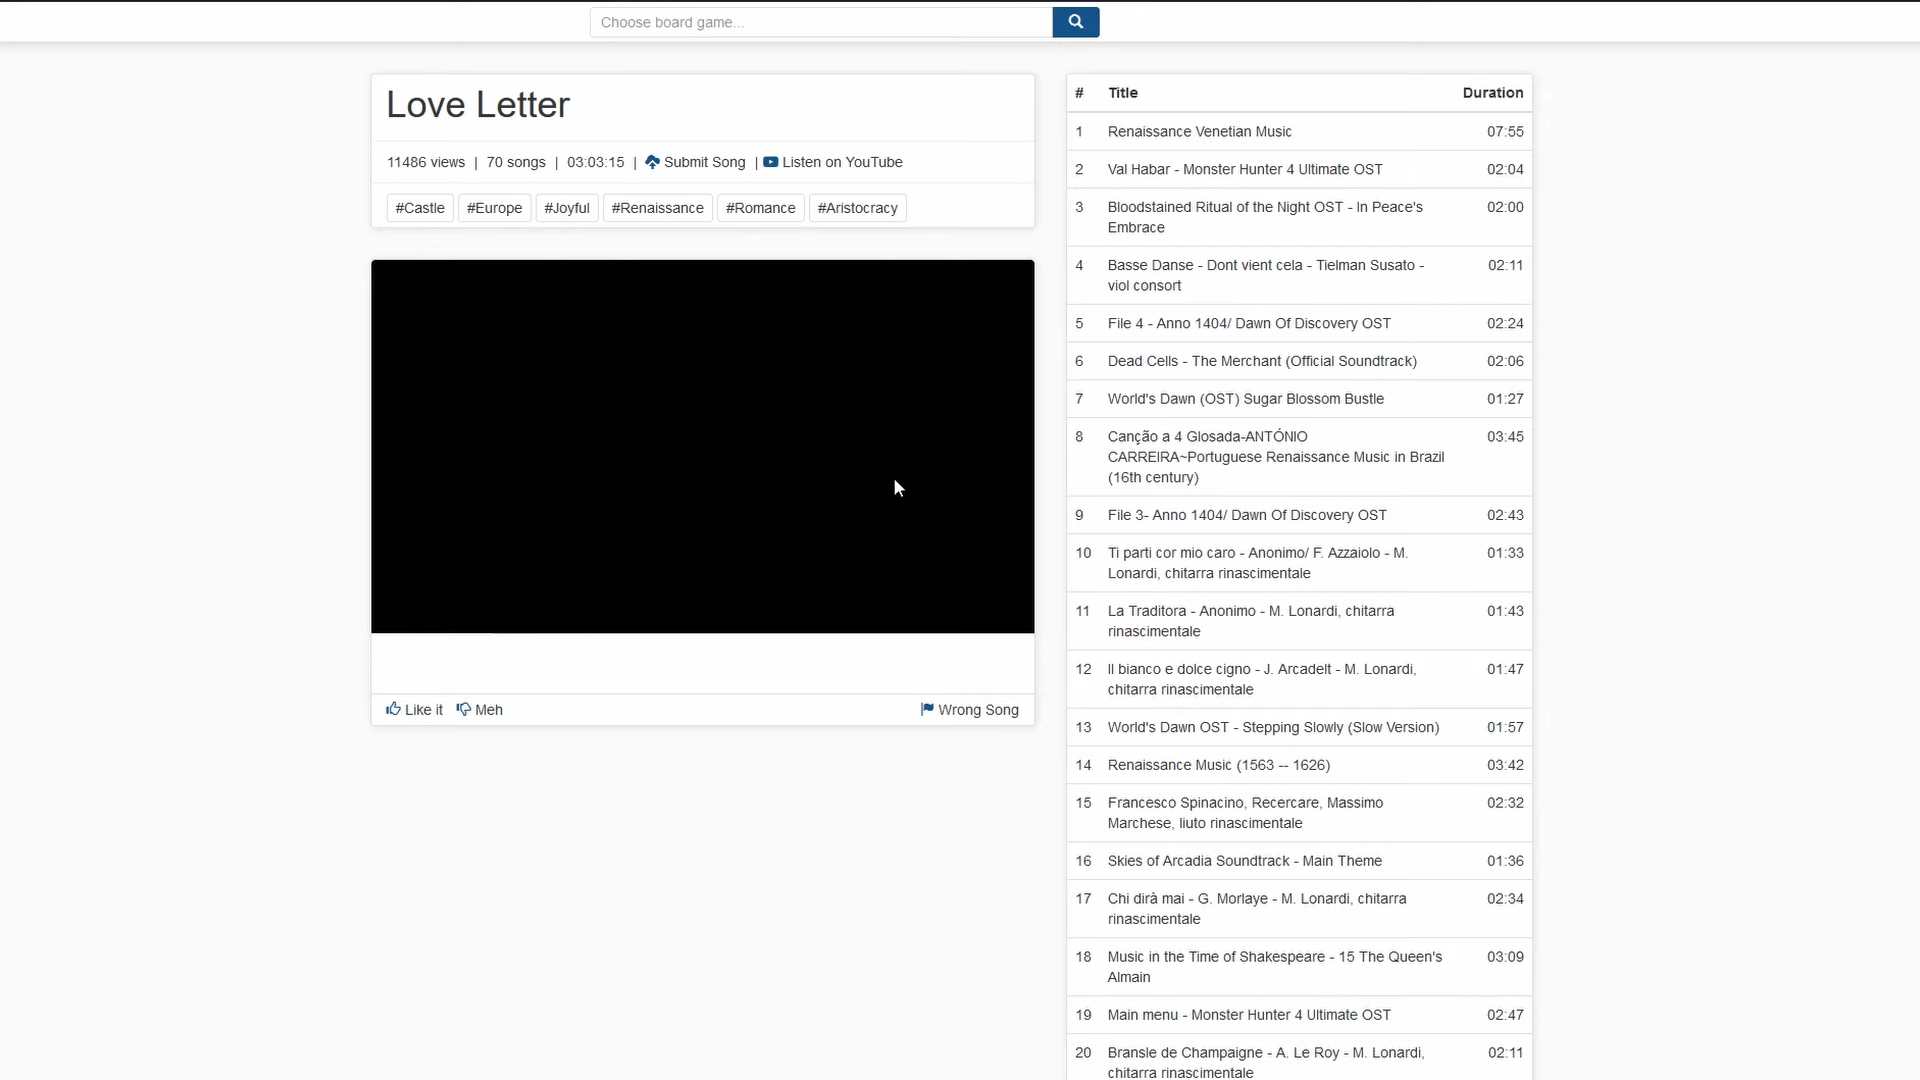 Choose board game...
Love Letter
11486 views | 70 songs | 03:03:15 | Submit Song | Listen on YouTube
#Castle #Europe #Joyful #Renaissance #Romance #Aristocracy
Like it Meh Wrong Song
# Title Duration
1 Renaissance Venetian Music 07:55
2 Val Habar - Monster Hunter 4 Ultimate OST 02:04
3 Bloodstained Ritual of the Night OST - In Peace's 02:00
Embrace
4 Basse Danse - Dont vient cela - Tielman Susato - 02:11
viol consort
5 File 4 - Anno 1404/ Dawn Of Discovery OST 02:24
6 Dead Cells - The Merchant (Official Soundtrack) 02:06
7 World's Dawn (OST) Sugar Blossom Bustle 01:27
8 Canção a 4 Glosada-ANTÓNIO 03:45
CARREIRA~Portuguese Renaissance Music in Brazil
(16th century)
9 File 3- Anno 1404/ Dawn Of Discovery OST 02:43
10 Ti parti cor mio caro - Anonimo/ F. Azzaiolo - M. 01:33
Lonardi, chitarra rinascimentale
11 La Traditora - Anonimo - M. Lonardi, chitarra 01:43
rinascimentale
12 Il bianco e dolce cigno - J. Arcadelt - M. Lonardi, 01:47
chitarra rinascimentale
13 World's Dawn OST - Stepping Slowly (Slow Version) 01:57
14 Renaissance Music (1563 -- 1626) 03:42
15 Francesco Spinacino, Recercare, Massimo 02:32
Marchese, liuto rinascimentale
16 Skies of Arcadia Soundtrack - Main Theme 01:36
17 Chi dirà mai - G. Morlaye - M. Lonardi, chitarra 02:34
rinascimentale
18 Music in the Time of Shakespeare - 15 The Queen's 03:09
Almain
19 Main menu - Monster Hunter 4 Ultimate OST 02:47
20 Bransle de Champaigne - A. Le Roy - M. Lonardi, 02:11
chitarra rinascimentale